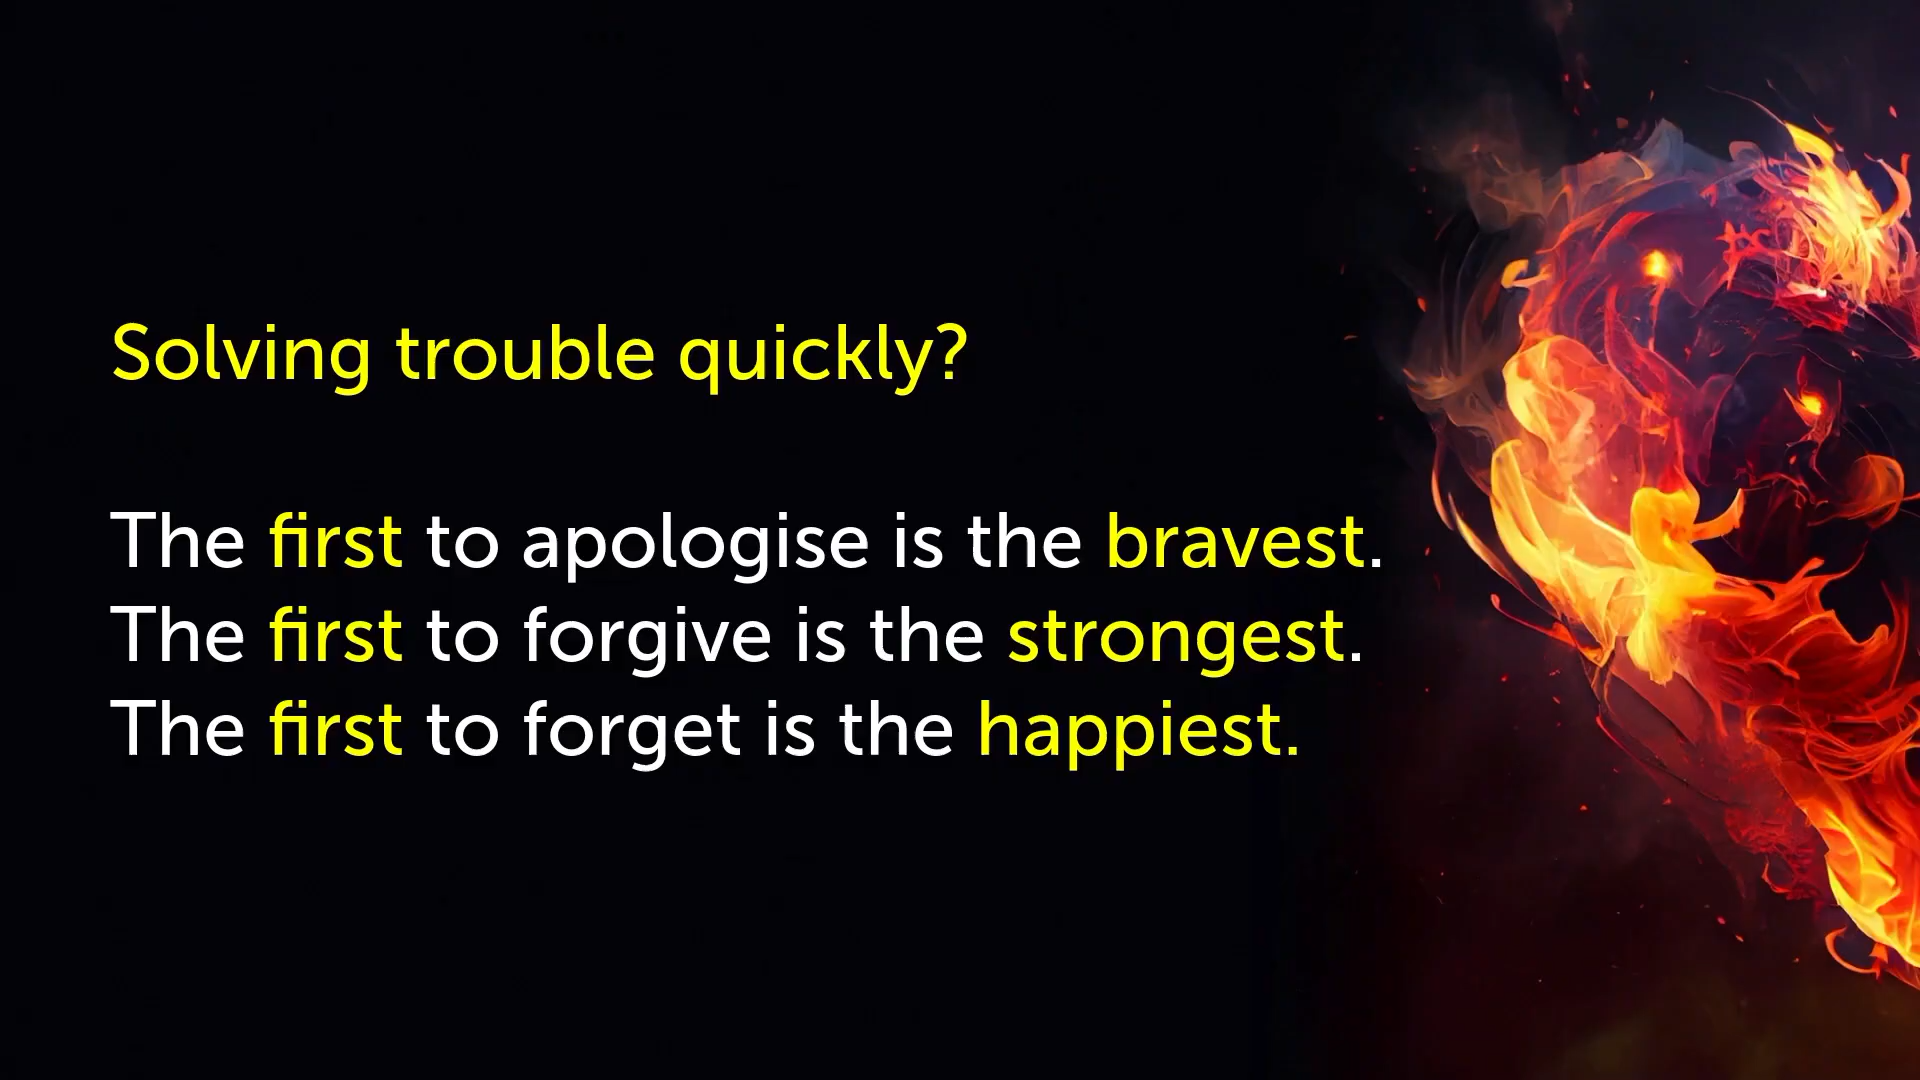 Solving trouble quickly?
The first to apologise is the bravest.
The first to forgive is the strongest.
The first to forget is the happiest.